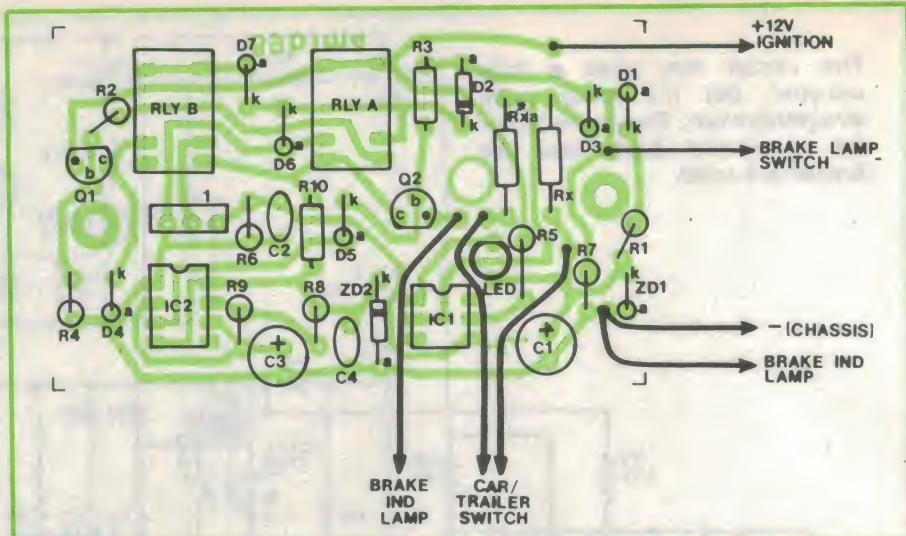 +12V
IGNITION
D7
a
k
R3
a
D2
k
D1
a
k
R2
RLY B
RLY A
Rxa*
k
D3
a
BRAKE LAMP
SWITCH
k
D6
a
Rx
e c
b
Q1
Q2
b
c e
1
R10
k
R6
C2
D5
a
R5
R1
R7
LED
k
ZD1
a
IC2
R9
R8
ZD2
k
IC1
k
R4
D4
a
+
C3
C4
a
+
C1
- (CHASSIS)
BRAKE IND
LAMP
BRAKE
IND
LAMP
CAR/
TRAILER
SWITCH